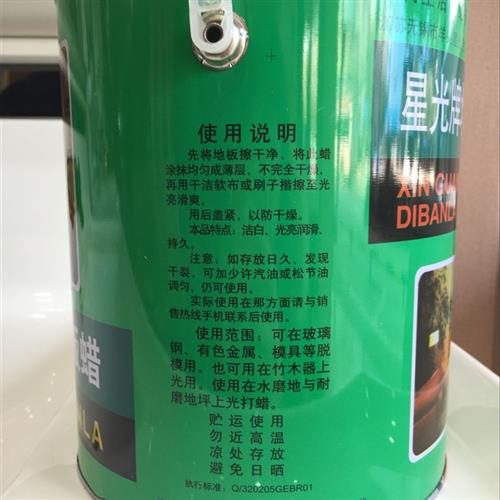 使用说明
先将地板擦干净，将此蜡
涂抹均匀成薄层，不完全干燥，
再用干洁软布或刷子揩擦至光
亮滑爽。
用后盖紧，以防干燥。
本品特点：洁白、光亮润滑、
持久。
注意：如存放日久，发现
干裂，可加少许汽油或松节油
调匀，仍可使用。
实际使用在那方面请与销
售热线手机联系后使用。
使用范围：可在玻璃
钢、有色金属、模具等脱
模用。也可用在竹木器上
光用。使用在水磨地与耐
磨地坪上光打蜡。
贮运使用
勿近高温
凉处存放
避免日晒
执行标准：Q/320205GEBR01
星光牌
XIN GUAN
DIBANL
蜡
LA